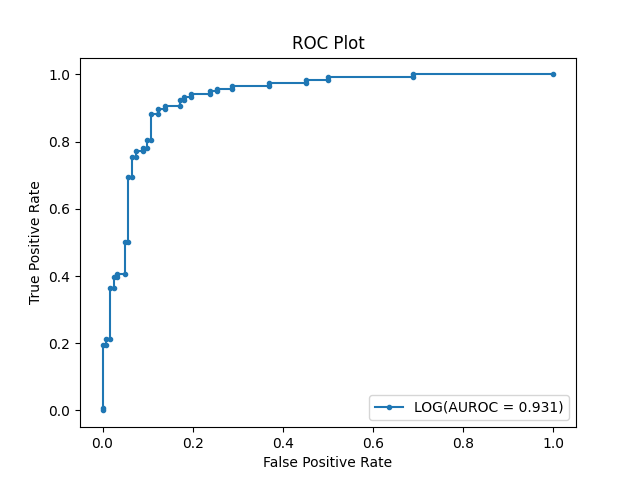 ROC Plot
True Positive Rate
1.0
0.8
0.6
0.4
0.2
0.0
LOG(AUROC = 0.931)
0.0 0.2 0.4 0.6 0.8 1.0
False Positive Rate